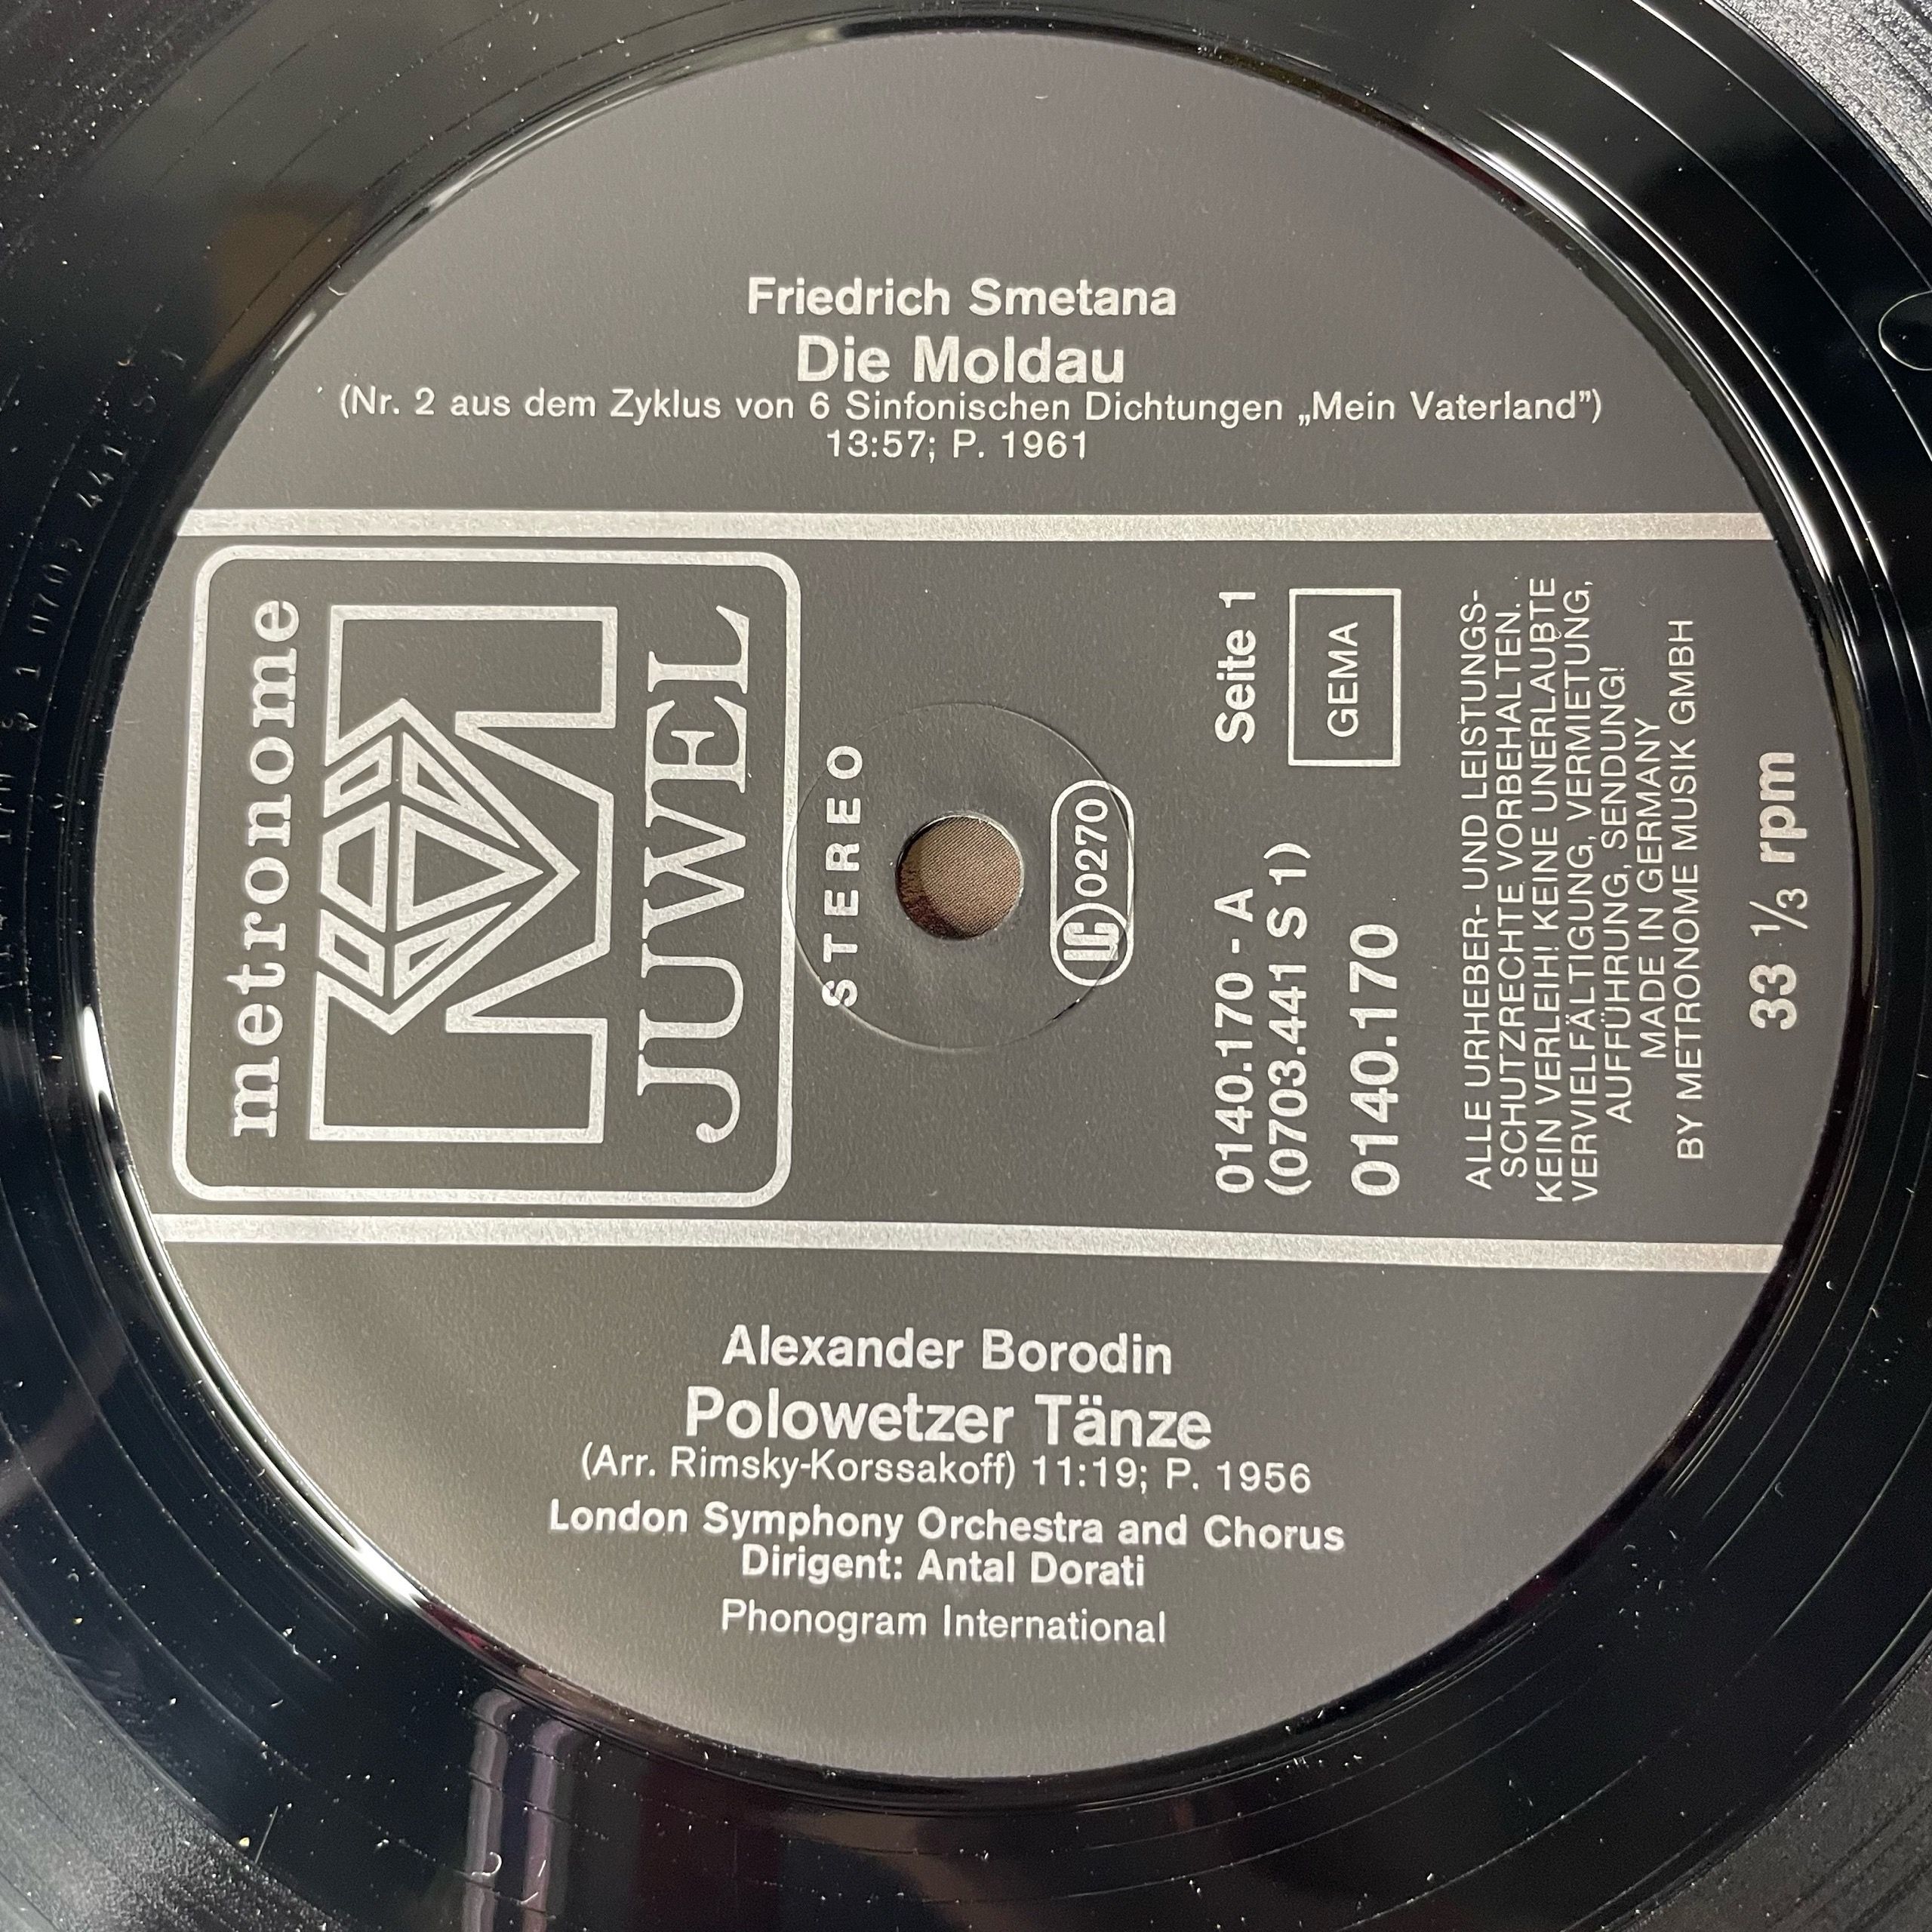 Friedrich Smetana
Die Moldau
(Nr. 2 aus dem Zyklus von 6 Sinfonischen Dichtungen „Mein Vaterland”)
13:57; P. 1961
metronome
JUWEL
STEREO
LC 0270
Seite 1
0140.170 - A
(0703.441 S 1)
GEMA
0140.170
ALLE URHEBER- UND LEISTUNGS-
SCHUTZRECHTE VORBEHALTEN.
KEIN VERLEIH! KEINE UNERLAUBTE
VERVIELFÄLTIGUNG, VERMIETUNG,
AUFFÜHRUNG, SENDUNG!
MADE IN GERMANY
BY METRONOME MUSIK GMBH
33 1/3 rpm
Alexander Borodin
Polowetzer Tänze
(Arr. Rimsky-Korssakoff) 11:19; P. 1956
London Symphony Orchestra and Chorus
Dirigent: Antal Dorati
Phonogram International